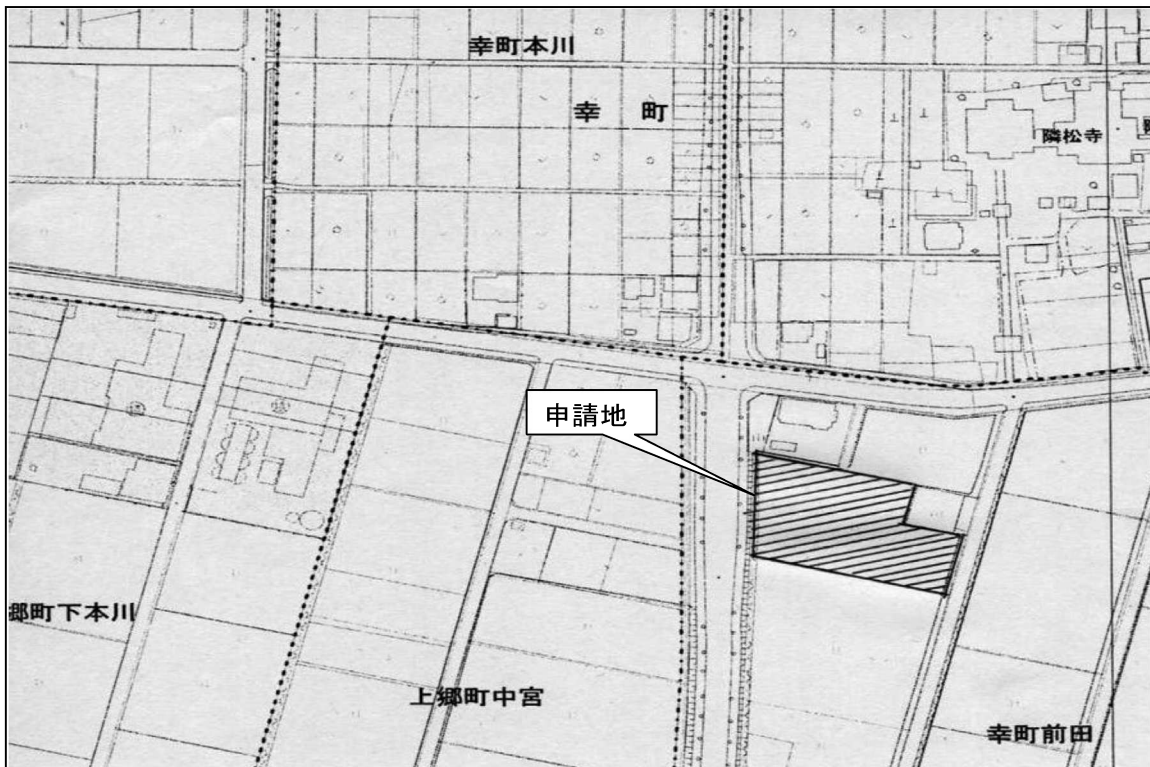 幸町本川
幸 町
隣松寺
申請地
郷町下本川
上郷町中宮
幸町前田